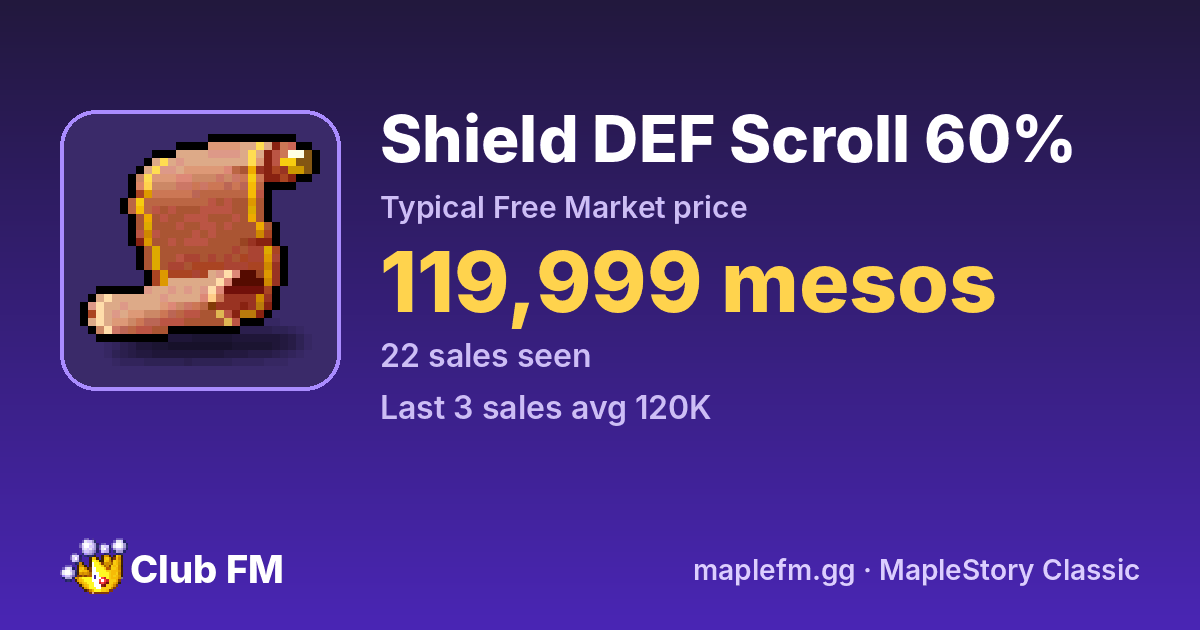 Shield DEF Scroll 60%
Typical Free Market price
119,999 mesos
22 sales seen
Last 3 sales avg 120K
Club FM
maplefm.gg · MapleStory Classic